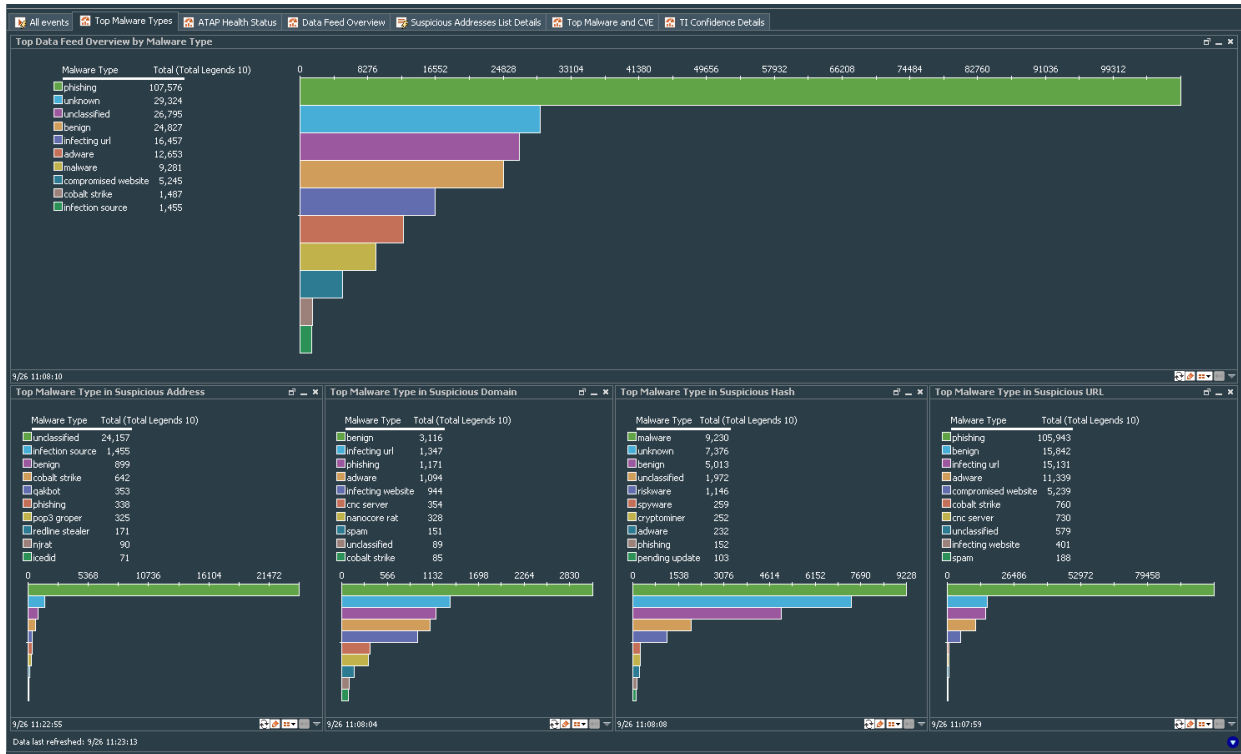 All events Top Malware Types ATAP Health Status Data Feed Overview Suspicious Addresses List Details Top Malware and CVE TI Confidence Details
Top Data Feed Overview by Malware Type
Malware Type Total (Total Legends 10)
phishing 107,576
unknown 29,324
unclassified 26,795
benign 24,827
infecting url 16,457
adware 12,653
malware 9,281
compromised website 5,245
cobalt strike 1,487
infection source 1,455
0 8276 16552 24828 33104 41380 49656 57932 66208 74484 82760 91036 99312
9/26 11:08:10
Top Malware Type in Suspicious Address
Malware Type Total (Total Legends 10)
unclassified 24,157
infection source 1,455
benign 899
cobalt strike 642
qakbot 353
phishing 338
pop3 groper 325
redline stealer 171
njrat 90
icedid 71
0 5368 10736 16104 21472
9/26 11:22:55
Top Malware Type in Suspicious Domain
Malware Type Total (Total Legends 10)
benign 3,116
infecting url 1,347
phishing 1,171
adware 1,094
infecting website 944
cnc server 354
nanocore rat 328
spam 151
unclassified 89
cobalt strike 85
0 566 1132 1698 2264 2830
9/26 11:08:04
Top Malware Type in Suspicious Hash
Malware Type Total (Total Legends 10)
malware 9,230
unknown 7,376
benign 5,013
unclassified 1,972
riskware 1,146
spyware 259
cryptominer 252
adware 232
phishing 152
pending update 103
0 1538 3076 4614 6152 7690 9228
9/26 11:08:08
Top Malware Type in Suspicious URL
Malware Type Total (Total Legends 10)
phishing 105,943
benign 15,842
infecting url 15,131
adware 11,339
compromised website 5,239
cobalt strike 760
cnc server 730
unclassified 579
infecting website 401
spam 188
0 26486 52972 79458
9/26 11:07:59
Data last refreshed: 9/26 11:23:13